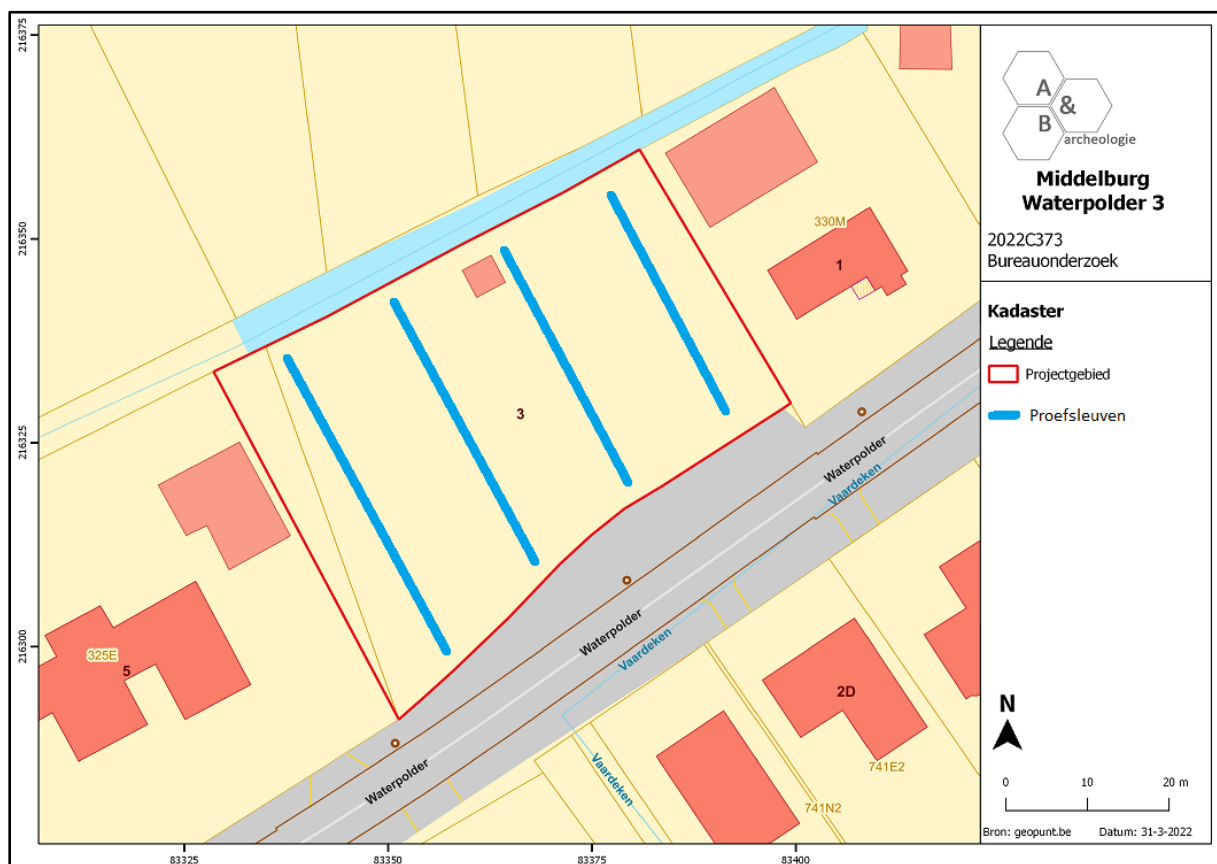 216375
216350
216325
216300
83325
83350
83375
83400
330M
1
3
Waterpolder
Vaardeken
Waterpolder
Vaardeken
325E
5
2D
Waterpolder
Vaardeken
741E2
741N2
A
&
B
archeologie
Middelburg
Waterpolder 3
2022C373
Bureauonderzoek
Kadaster
Legende
Projectgebied
Proefsleuven
N
0 10 20 m
Bron: geopunt.be Datum: 31-3-2022